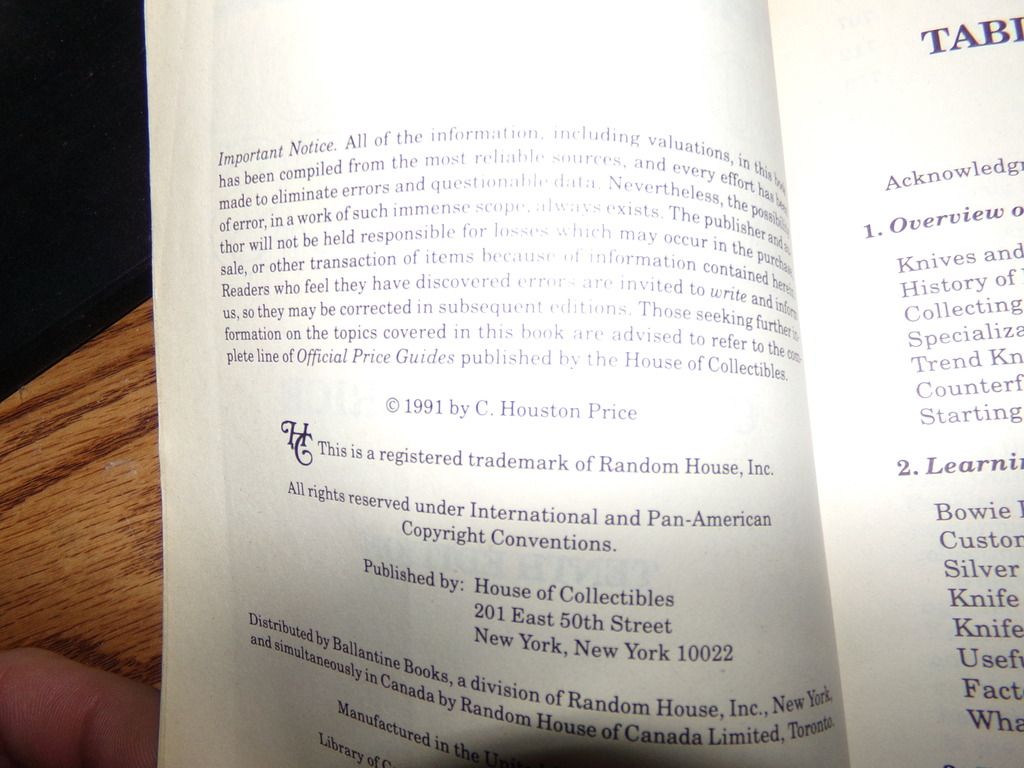 Important Notice. All of the information, including valuations, in this
has been compiled from the most reliable sources, and every effort has
made to eliminate errors and questionable data. Nevertheless, the possibility
of error, in a work of such immense scope, always exists. The publisher and
thor will not be held responsible for losses which may occur in the purchase
sale, or other transaction of items because of information contained herein
Readers who feel they have discovered errors are invited to write and inform
us, so they may be corrected in subsequent editions. Those seeking further in-
formation on the topics covered in this book are advised to refer to the com-
plete line of Official Price Guides published by the House of Collectibles.
© 1991 by C. Houston Price
HC This is a registered trademark of Random House, Inc.
All rights reserved under International and Pan-American
Copyright Conventions.
Published by: House of Collectibles
201 East 50th Street
New York, New York 10022
Distributed by Ballantine Books, a division of Random House, Inc., New York,
and simultaneously in Canada by Random House of Canada Limited, Toronto.
Manufactured in the
Library of
TABL
Acknowledg
1. Overview o
Knives and
History of
Collecting
Specializa
Trend Kn
Counterf
Starting
2. Learni
Bowie
Custo
Silver
Knife
Knife
Usefu
Fact
Wha